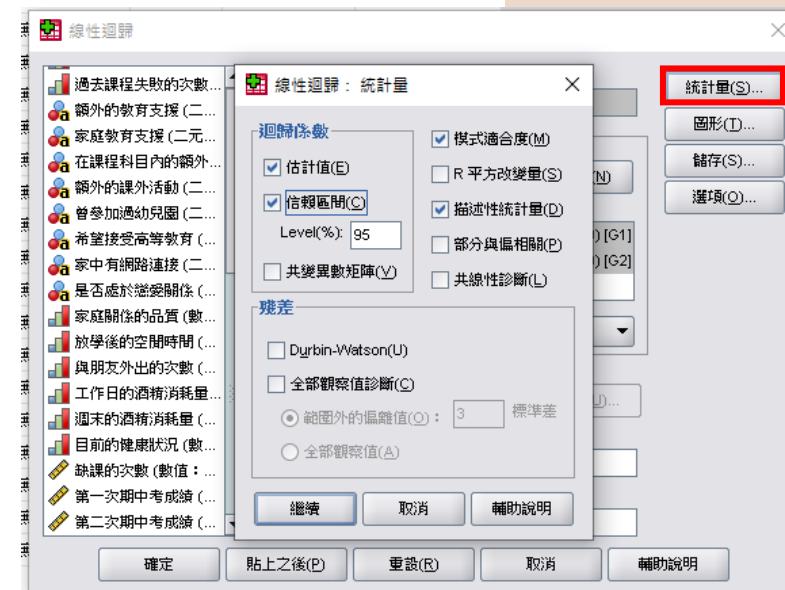 線性迴歸
過去課程失敗的次數...
額外的教育支援 (二...
家庭教育支援 (二元...
在課程科目內的額外...
額外的課外活動 (二...
曾參加過幼兒園 (二...
希望接受高等教育 (...
家中有網路連接 (二...
是否處於戀愛關係 (...
家庭關係的品質 (數...
放學後的空閒時間 (...
與朋友外出的次數 (...
工作日的酒精消耗量...
週末的酒精消耗量 (...
目前的健康狀況 (數...
缺課的次數 (數值：...
第一次期中考成績 (...
第二次期中考成績 (...
線性迴歸： 統計量
迴歸係數
估計值(E)
信賴區間(C)
Level(%): 95
共變異數矩陣(V)
模式適合度(M)
R 平方改變量(S)
描述性統計量(D)
部分與偏相關(P)
共線性診斷(L)
殘差
Durbin-Watson(U)
全部觀察值診斷(C)
範圍外的偏離值(O)： 3 標準差
全部觀察值(A)
繼續 取消 輔助說明
(N)
) [G1]
) [G2]
統計量(S)...
圖形(T)...
儲存(S)...
選項(O)...
確定 貼上之後(P) 重設(R) 取消 輔助說明